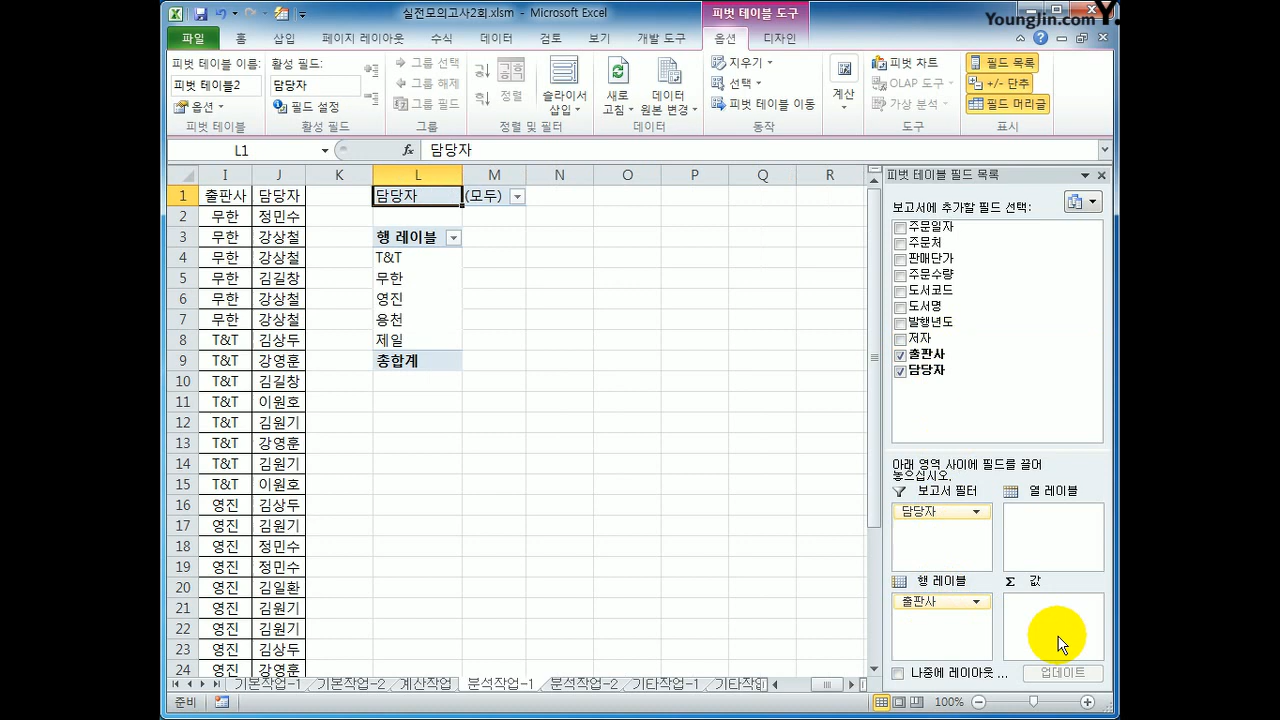 실전모의고사2회.xlsm - Microsoft Excel
피벗 테이블 도구
YoungJin.com Y.
파일 홈 삽입 페이지 레이아웃 수식 데이터 검토 보기 개발 도구 옵션 디자인
피벗 테이블 이름:
피벗 테이블2
옵션
피벗 테이블
활성 필드:
담당자
필드 설정
활성 필드
그룹 선택
그룹 해제
그룹 필드
그룹
정렬
슬라이서
삽입
정렬 및 필터
새로
고침
데이터
원본 변경
데이터
지우기
선택
피벗 테이블 이동
동작
계산
피벗 차트
OLAP 도구
가상 분석
도구
필드 목록
+/- 단추
필드 머리글
표시
L1 fx 담당자
I J K L M N O P Q R
1 출판사 담당자 담당자 (모두)
2 무한 정민수
3 무한 강상철 행 레이블
4 무한 강상철 T&T
5 무한 김길창 무한
6 무한 강상철 영진
7 무한 강상철 용천
8 T&T 김상두 제일
9 T&T 강영훈 총합계
10 T&T 김길창
11 T&T 이원호
12 T&T 김원기
13 T&T 강영훈
14 T&T 김원기
15 T&T 이원호
16 영진 김상두
17 영진 김원기
18 영진 정민수
19 영진 정민수
20 영진 김일환
21 영진 김원기
22 영진 김원기
23 영진 김상두
24 영진 강영훈
피벗 테이블 필드 목록
보고서에 추가할 필드 선택:
주문일자
주문처
판매단가
주문수량
도서코드
도서명
발행년도
저자
출판사
담당자
아래 영역 사이에 필드를 끌어
놓으십시오.
보고서 필터 열 레이블
담당자
행 레이블 Σ 값
출판사
나중에 레이아웃 ... 업데이트
기본작업-1 기본작업-2 계산작업 분석작업-1 분석작업-2 기타작업-1 기타작업
준비 100%